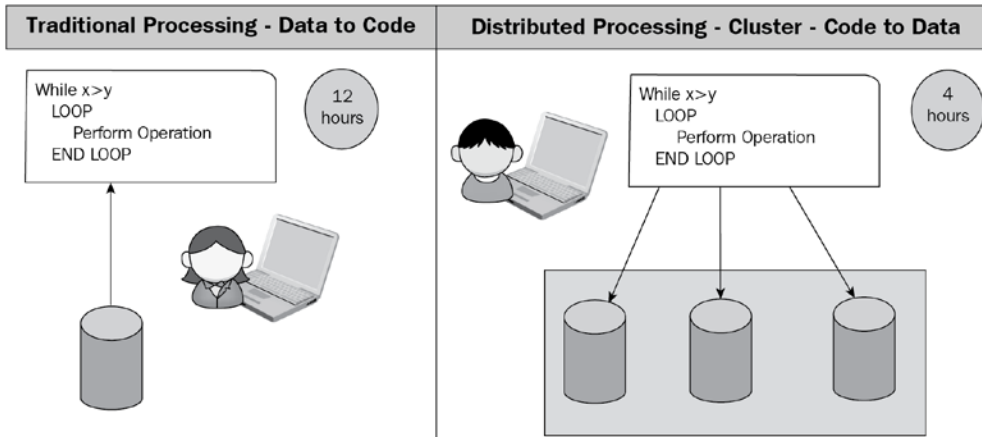 Traditional Processing - Data to Code
While x>y
LOOP
Perform Operation
END LOOP
12
hours
Distributed Processing - Cluster - Code to Data
While x>y
LOOP
Perform Operation
END LOOP
4
hours